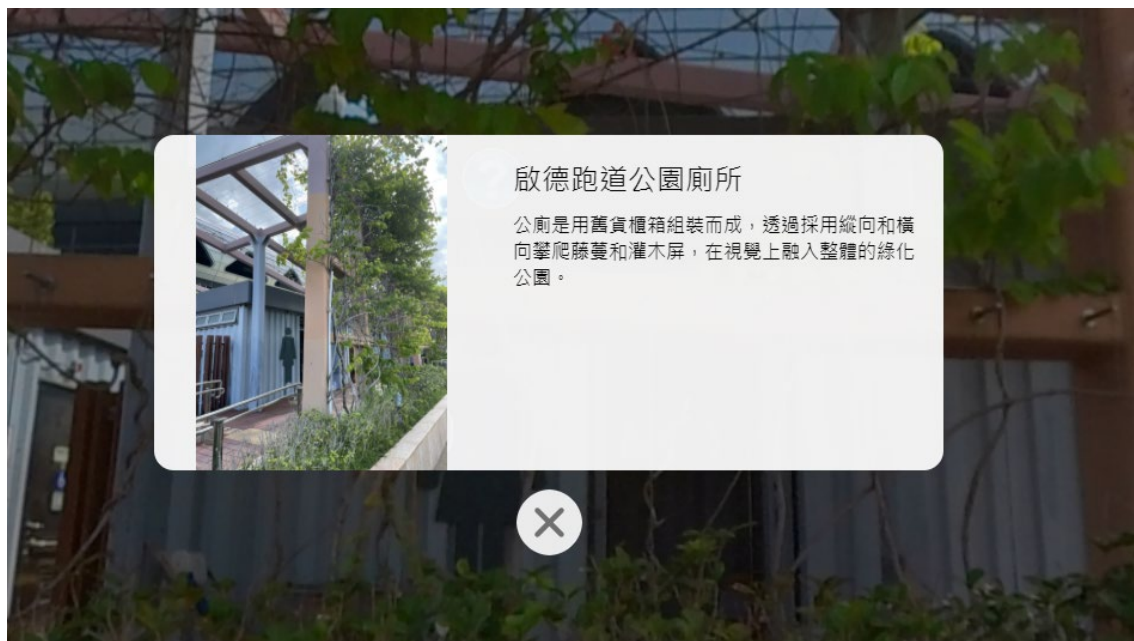 啟德跑道公園廁所
公廁是用舊貨櫃箱組裝而成，透過採用縱向和橫
向攀爬藤蔓和灌木屏，在視覺上融入整體的綠化
公園。